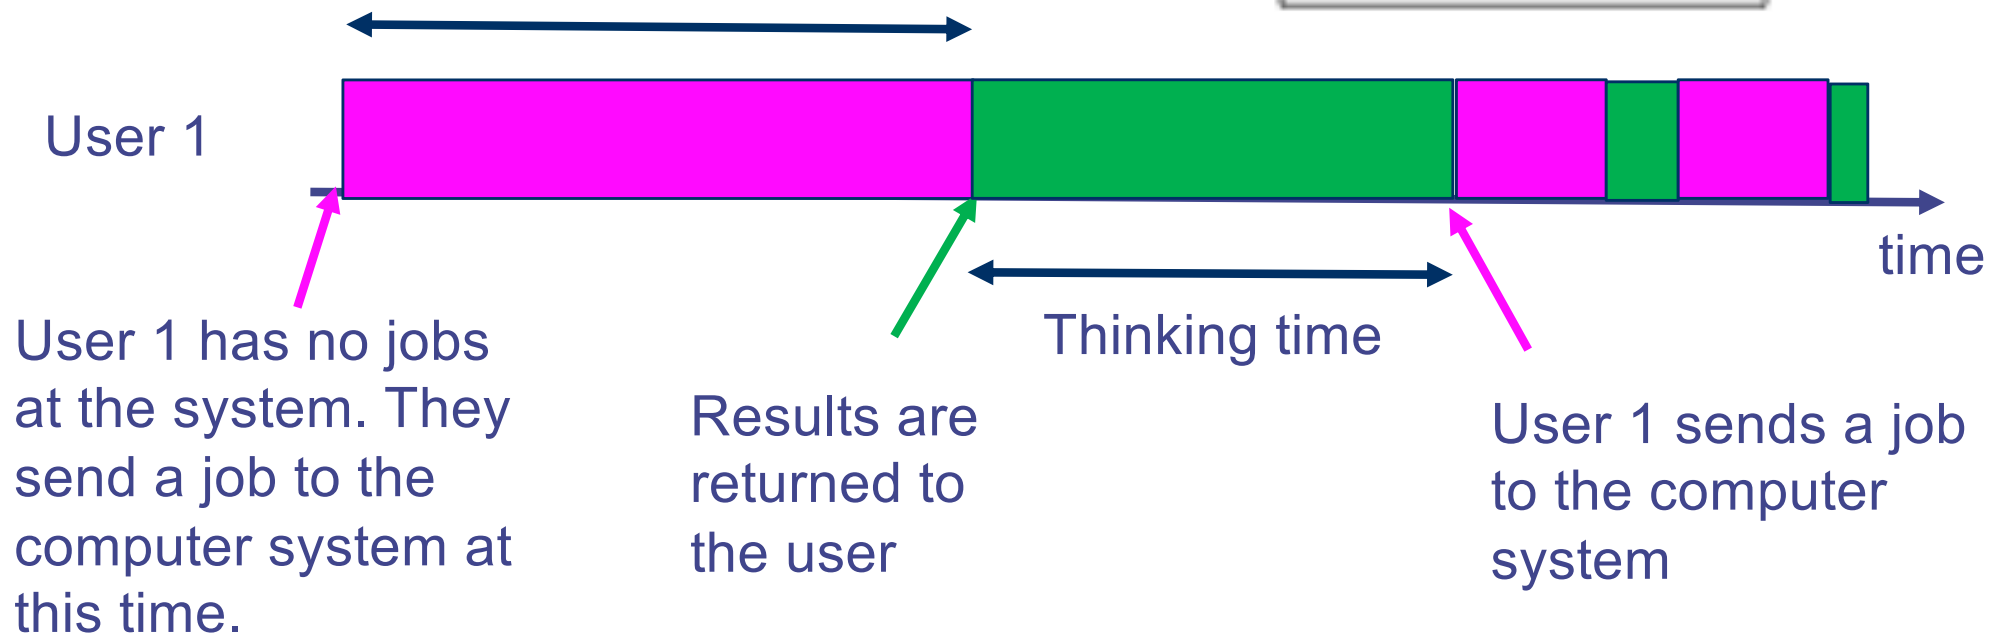 User 1
time
User 1 has no jobs
at the system. They
send a job to the
computer system at
this time.
Results are
returned to
the user
Thinking time
User 1 sends a job
to the computer
system